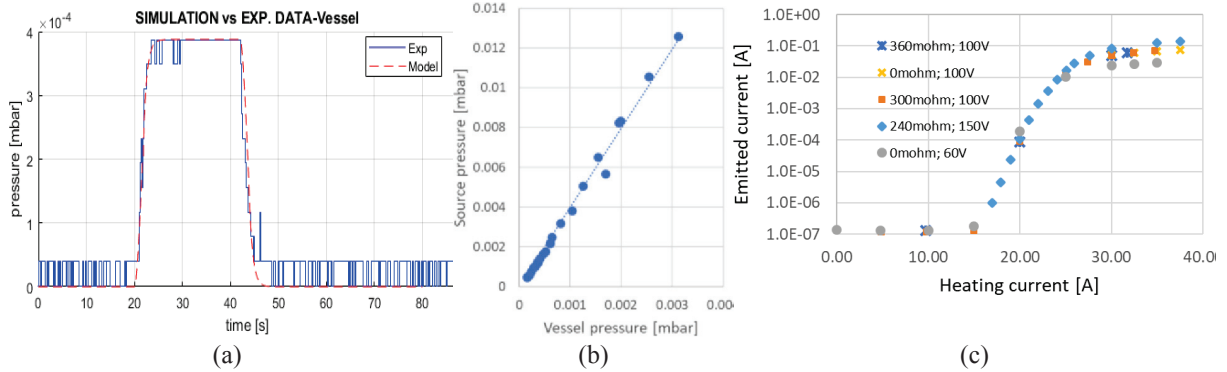 SIMULATION vs EXP. DATA-Vessel
×10⁻⁴
4
3
2
1
0
pressure [mbar]
Exp
Model
0 10 20 30 40 50 60 70 80
time [s]
(a)
0.014
0.012
0.01
0.008
0.006
0.004
0.002
0
Source pressure [mbar]
0 0.001 0.002 0.003 0.004
Vessel pressure [mbar]
(b)
1.0E+00
1.0E-01
1.0E-02
1.0E-03
1.0E-04
1.0E-05
1.0E-06
1.0E-07
Emitted current [A]
360mohm; 100V
0mohm; 100V
300mohm; 100V
240mohm; 150V
0mohm; 60V
0.00 10.00 20.00 30.00 40.00
Heating current [A]
(c)